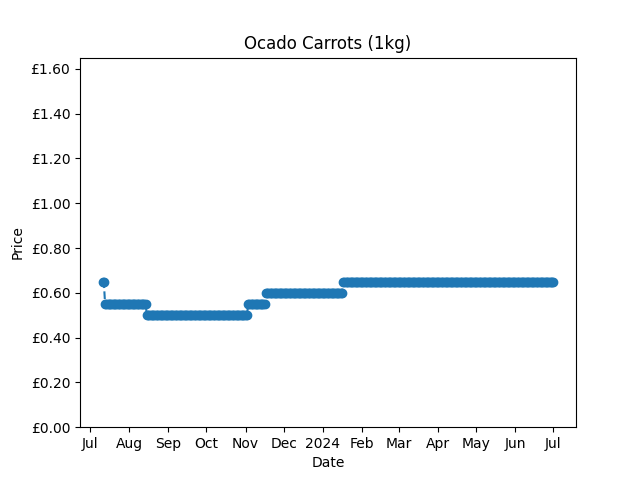 Ocado Carrots (1kg)
£1.60
£1.40
£1.20
£1.00
£0.80
£0.60
£0.40
£0.20
£0.00
Price
Jul Aug Sep Oct Nov Dec 2024 Feb Mar Apr May Jun Jul
Date